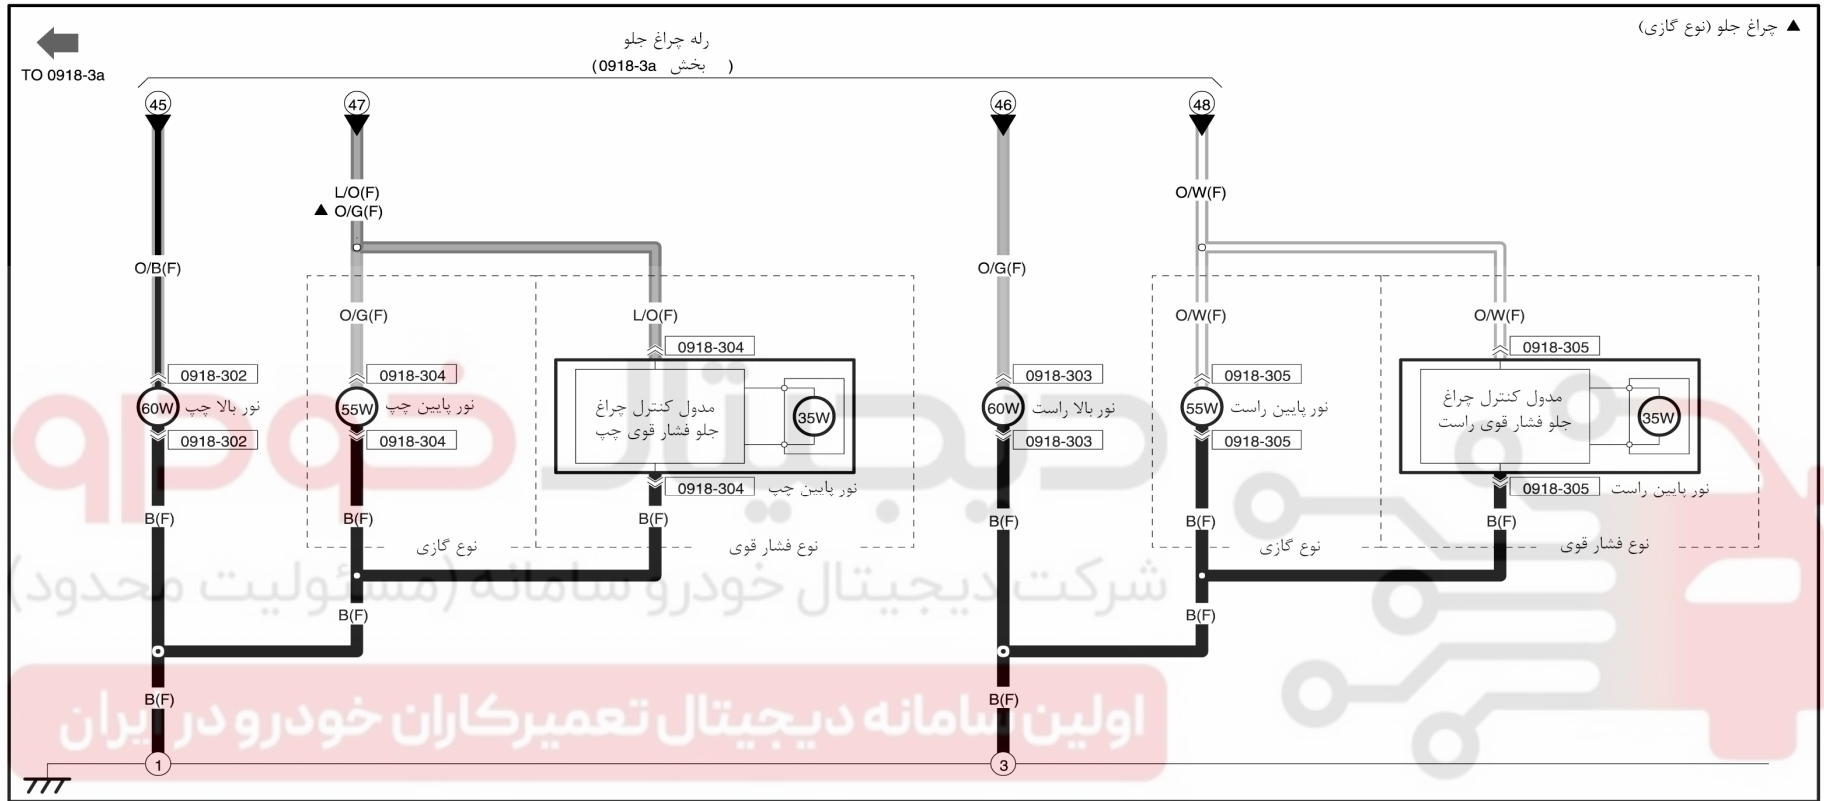 ▲ چراغ جلو (نوع گازی)
TO 0918-3a
رله چراغ جلو
(0918-3a بخش)
45
47
46
48
L/O(F)
▲ O/G(F)
O/W(F)
O/B(F)
O/G(F)
O/G(F)
L/O(F)
O/W(F)
O/W(F)
0918-304
0918-305
0918-302
0918-304
0918-303
0918-305
60W نور بالا چپ
55W نور پایین چپ
مدول کنترل چراغ
جلو فشار قوی چپ
35W
60W نور بالا راست
55W نور پایین راست
مدول کنترل چراغ
جلو فشار قوی راست
35W
0918-302
0918-304
0918-303
0918-305
0918-304 نور پایین چپ
0918-305 نور پایین راست
B(F)
B(F)
B(F)
B(F)
B(F)
B(F)
نوع گازی
نوع فشار قوی
نوع گازی
نوع فشار قوی
B(F)
B(F)
B(F)
B(F)
1
3
دیجیتال خودرو
شرکت دیجیتال خودرو سامانه (مسئولیت محدود)
اولین سامانه دیجیتال تعمیرکاران خودرو در ایران